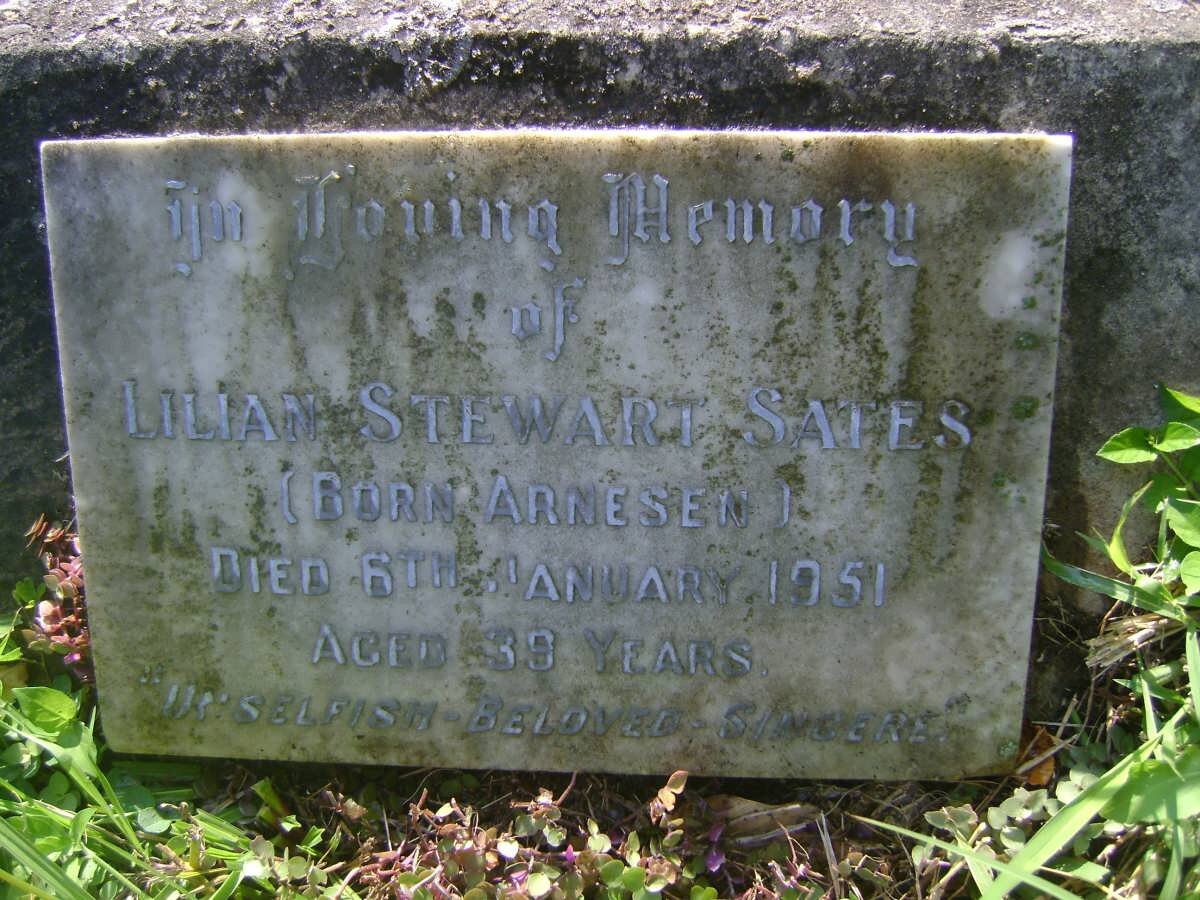 In Loving Memory
of
LILIAN STEWART SATES
(BORN ARNESEN)
DIED 6TH JANUARY 1951
AGED 39 YEARS.
"UNSELFISH - BELOVED - SINCERE."